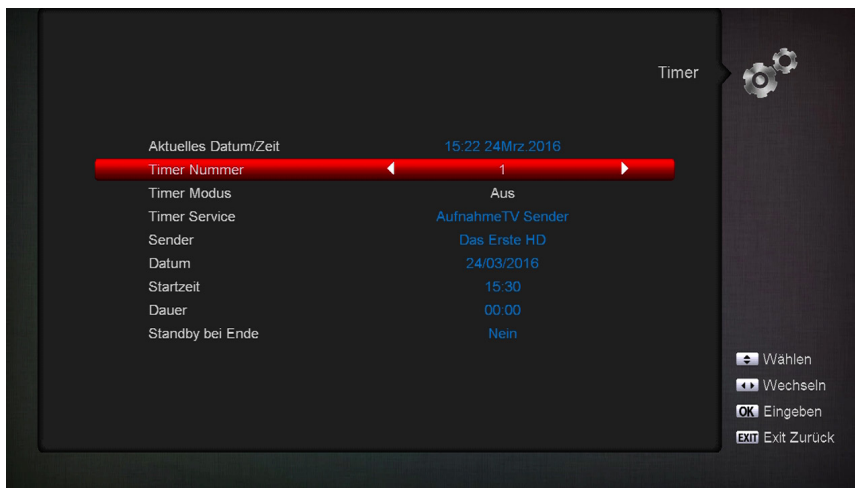 Timer
Aktuelles Datum/Zeit 15:22 24Mrz.2016
Timer Nummer 1
Timer Modus Aus
Timer Service AufnahmeTV Sender
Sender Das Erste HD
Datum 24/03/2016
Startzeit 15:30
Dauer 00:00
Standby bei Ende Nein
Wählen
Wechseln
OK Eingeben
EXIT Exit Zurück